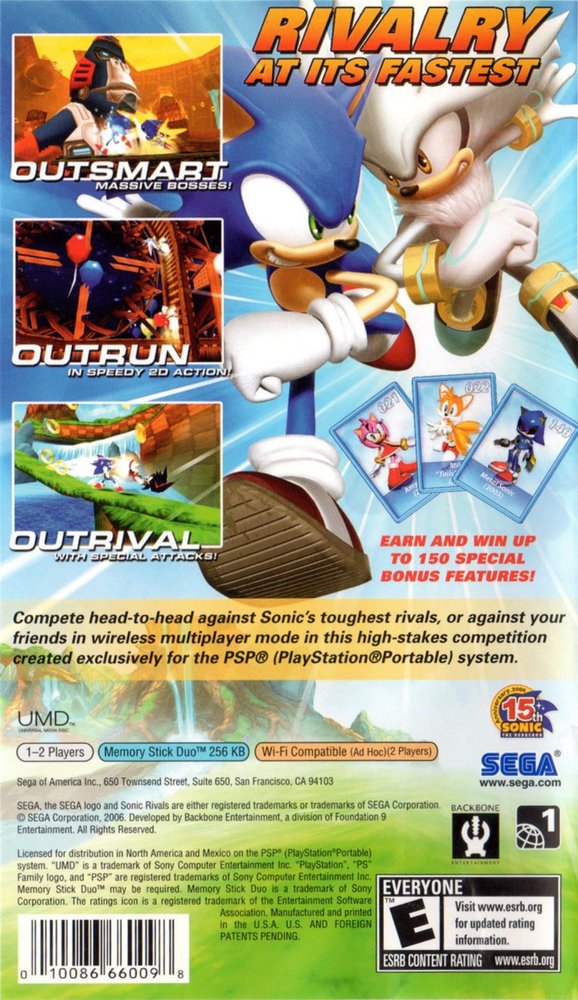 RIVALRY
AT ITS FASTEST
OUTSMART
MASSIVE BOSSES!
OUTRUN
IN SPEEDY 2D ACTION!
OUTRIVAL
WITH SPECIAL ATTACKS!
021
022
140
"Tails"
Metal Sonic
(2003)
EARN AND WIN UP
TO 150 SPECIAL
BONUS FEATURES!
Compete head-to-head against Sonic's toughest rivals, or against your
friends in wireless multiplayer mode in this high-stakes competition
created exclusively for the PSP® (PlayStation®Portable) system.
UMD™
UNIVERSAL MEDIA DISC
Anniversary 2006
15th
SONIC
THE HEDGEHOG
1–2 Players
Memory Stick Duo™ 256 KB
Wi-Fi Compatible (Ad Hoc)(2 Players)
SEGA®
www.sega.com
Sega of America Inc., 650 Townsend Street, Suite 650, San Francisco, CA 94103
SEGA, the SEGA logo and Sonic Rivals are either registered trademarks or trademarks of SEGA Corporation.
© SEGA Corporation, 2006. Developed by Backbone Entertainment, a division of Foundation 9
Entertainment. All Rights Reserved.
BACKBONE
ENTERTAINMENT
1
Licensed for distribution in North America and Mexico on the PSP® (PlayStation®Portable)
system. "UMD" is a trademark of Sony Computer Entertainment Inc. "PlayStation", "PS"
Family logo, and "PSP" are registered trademarks of Sony Computer Entertainment Inc.
Memory Stick Duo™ may be required. Memory Stick Duo is a trademark of Sony
Corporation. The ratings icon is a registered trademark of the Entertainment Software
Association. Manufactured and printed
in the U.S.A. U.S. AND FOREIGN
PATENTS PENDING.
EVERYONE
E™
Visit www.esrb.org
for updated rating
information.
ESRB CONTENT RATING www.esrb.org
0 10086 66009 8